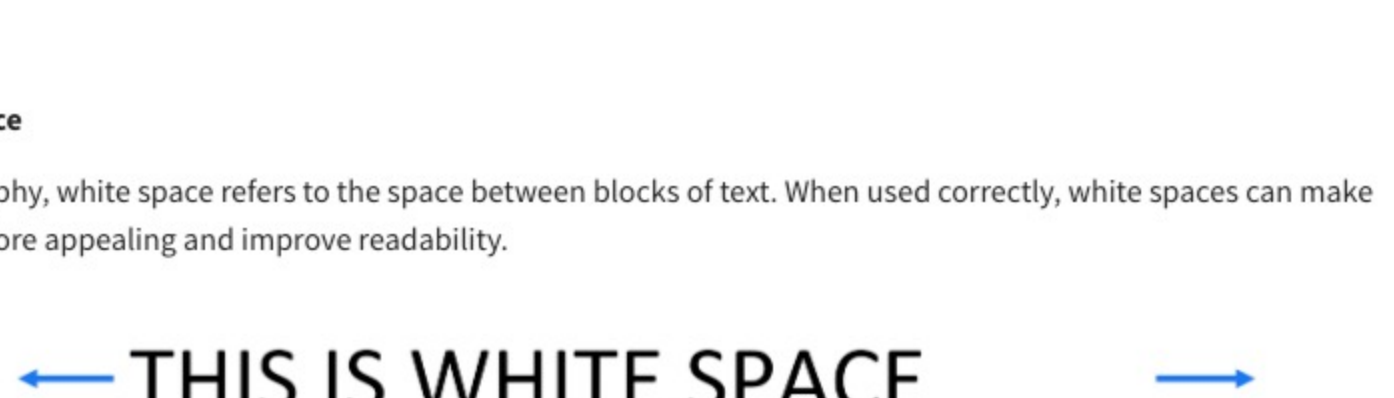 ce
phy, white space refers to the space between blocks of text. When used correctly, white spaces can make
ore appealing and improve readability.
THIS IS WHITE SPACE